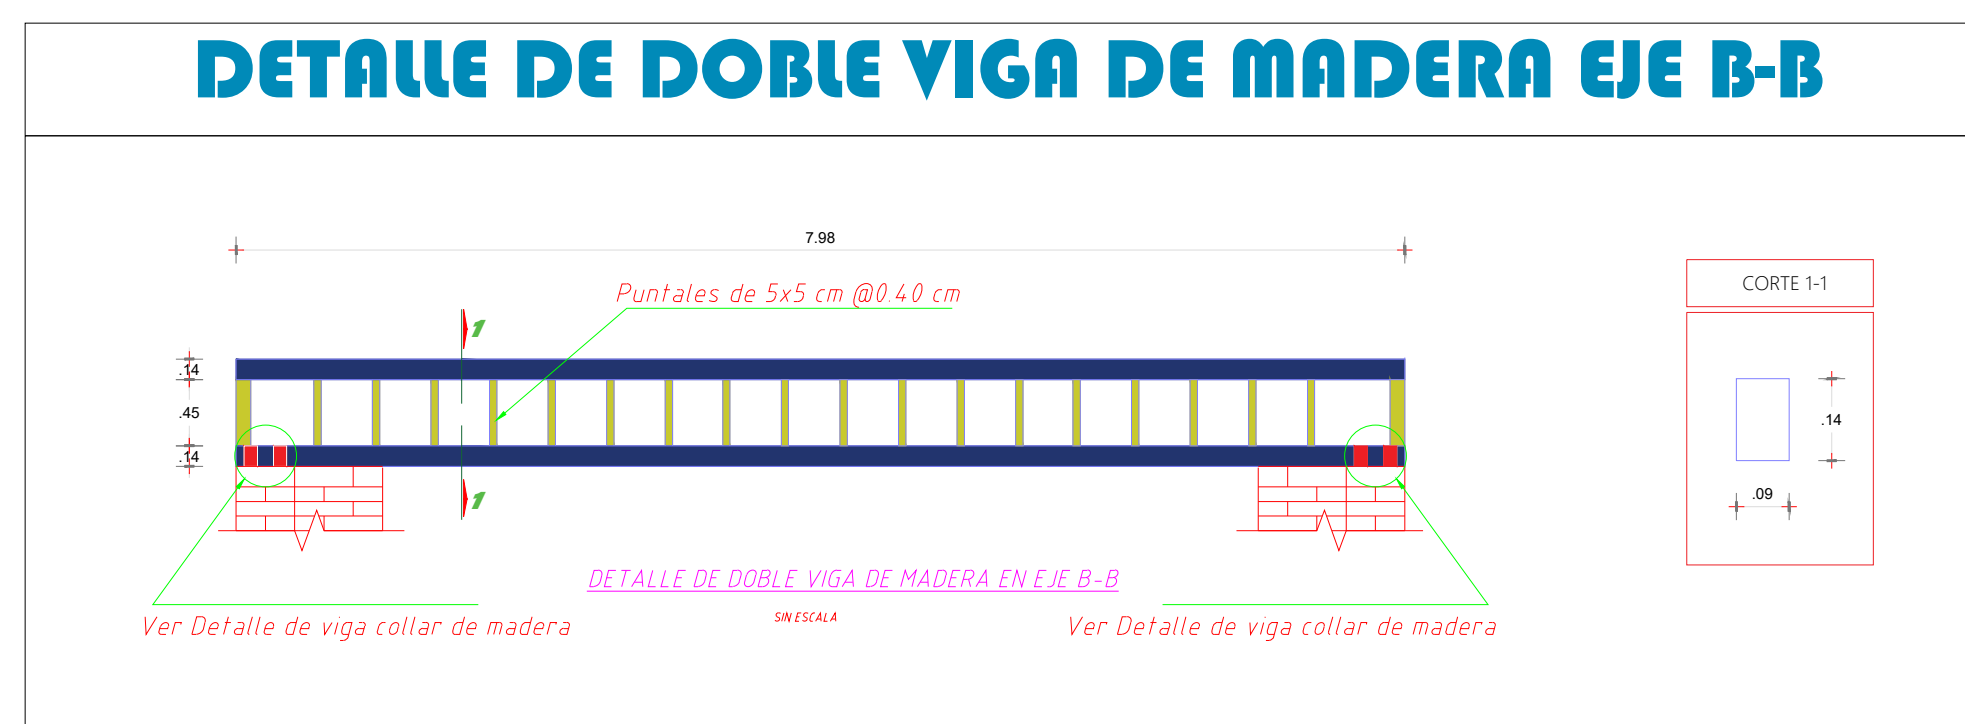 DETALLE DE DOBLE VIGA DE MADERA EJE B-B
7.98
CORTE 1-1
Puntales de 5x5 cm @0.40 cm
1
.14
.45
.14
.14
.09
1
DETALLE DE DOBLE VIGA DE MADERA EN EJE B-B
SIN ESCALA
Ver Detalle de viga collar de madera
Ver Detalle de viga collar de madera